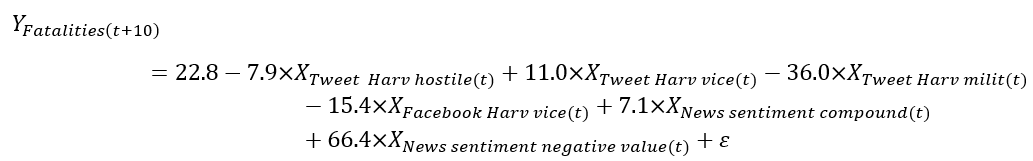 Y_Fatalities(t+10)
= 22.8 − 7.9×X_Tweet Harv hostile(t) + 11.0×X_Tweet Harv vice(t) − 36.0×X_Tweet Harv milit(t)
− 15.4×X_Facebook Harv vice(t) + 7.1×X_News sentiment compound(t)
+ 66.4×X_News sentiment negative value(t) + ε